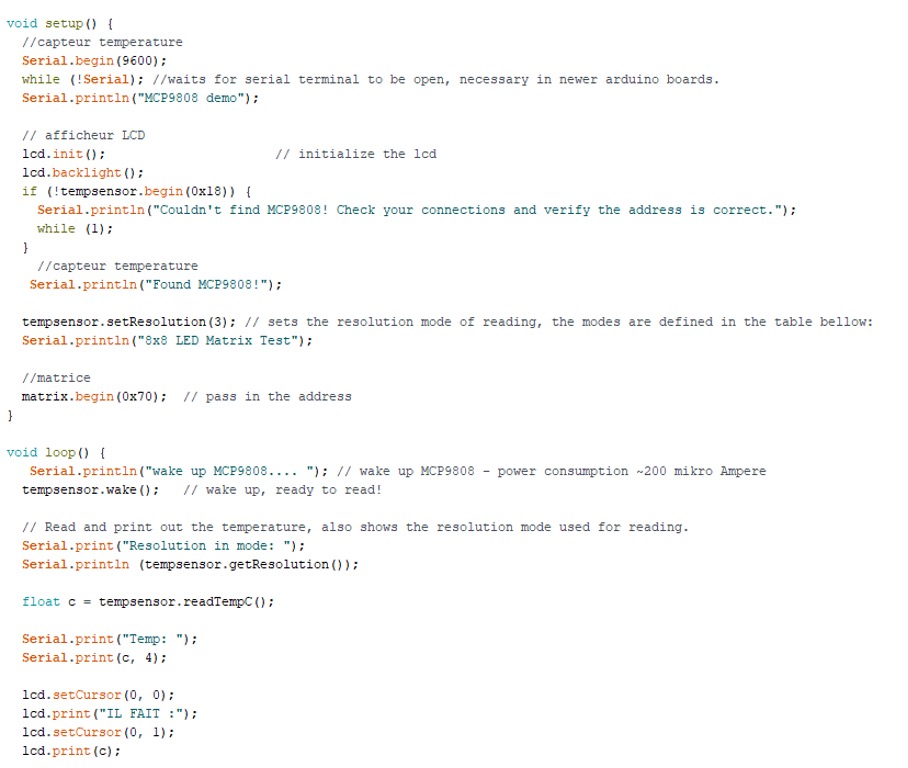 void setup() {
  //capteur temperature
  Serial.begin(9600);
  while (!Serial); //waits for serial terminal to be open, necessary in newer arduino boards.
  Serial.println("MCP9808 demo");

  // afficheur LCD
  lcd.init();                      // initialize the lcd
  lcd.backlight();
  if (!tempsensor.begin(0x18)) {
    Serial.println("Couldn't find MCP9808! Check your connections and verify the address is correct.");
    while (1);
  }
    //capteur temperature
   Serial.println("Found MCP9808!");

  tempsensor.setResolution(3); // sets the resolution mode of reading, the modes are defined in the table bellow:
  Serial.println("8x8 LED Matrix Test");

  //matrice
  matrix.begin(0x70);  // pass in the address
}

void loop() {
   Serial.println("wake up MCP9808.... "); // wake up MCP9808 - power consumption ~200 mikro Ampere
  tempsensor.wake();   // wake up, ready to read!

  // Read and print out the temperature, also shows the resolution mode used for reading.
  Serial.print("Resolution in mode: ");
  Serial.println (tempsensor.getResolution());

  float c = tempsensor.readTempC();

  Serial.print("Temp: ");
  Serial.print(c, 4);

  lcd.setCursor(0, 0);
  lcd.print("IL FAIT :");
  lcd.setCursor(0, 1);
  lcd.print(c);